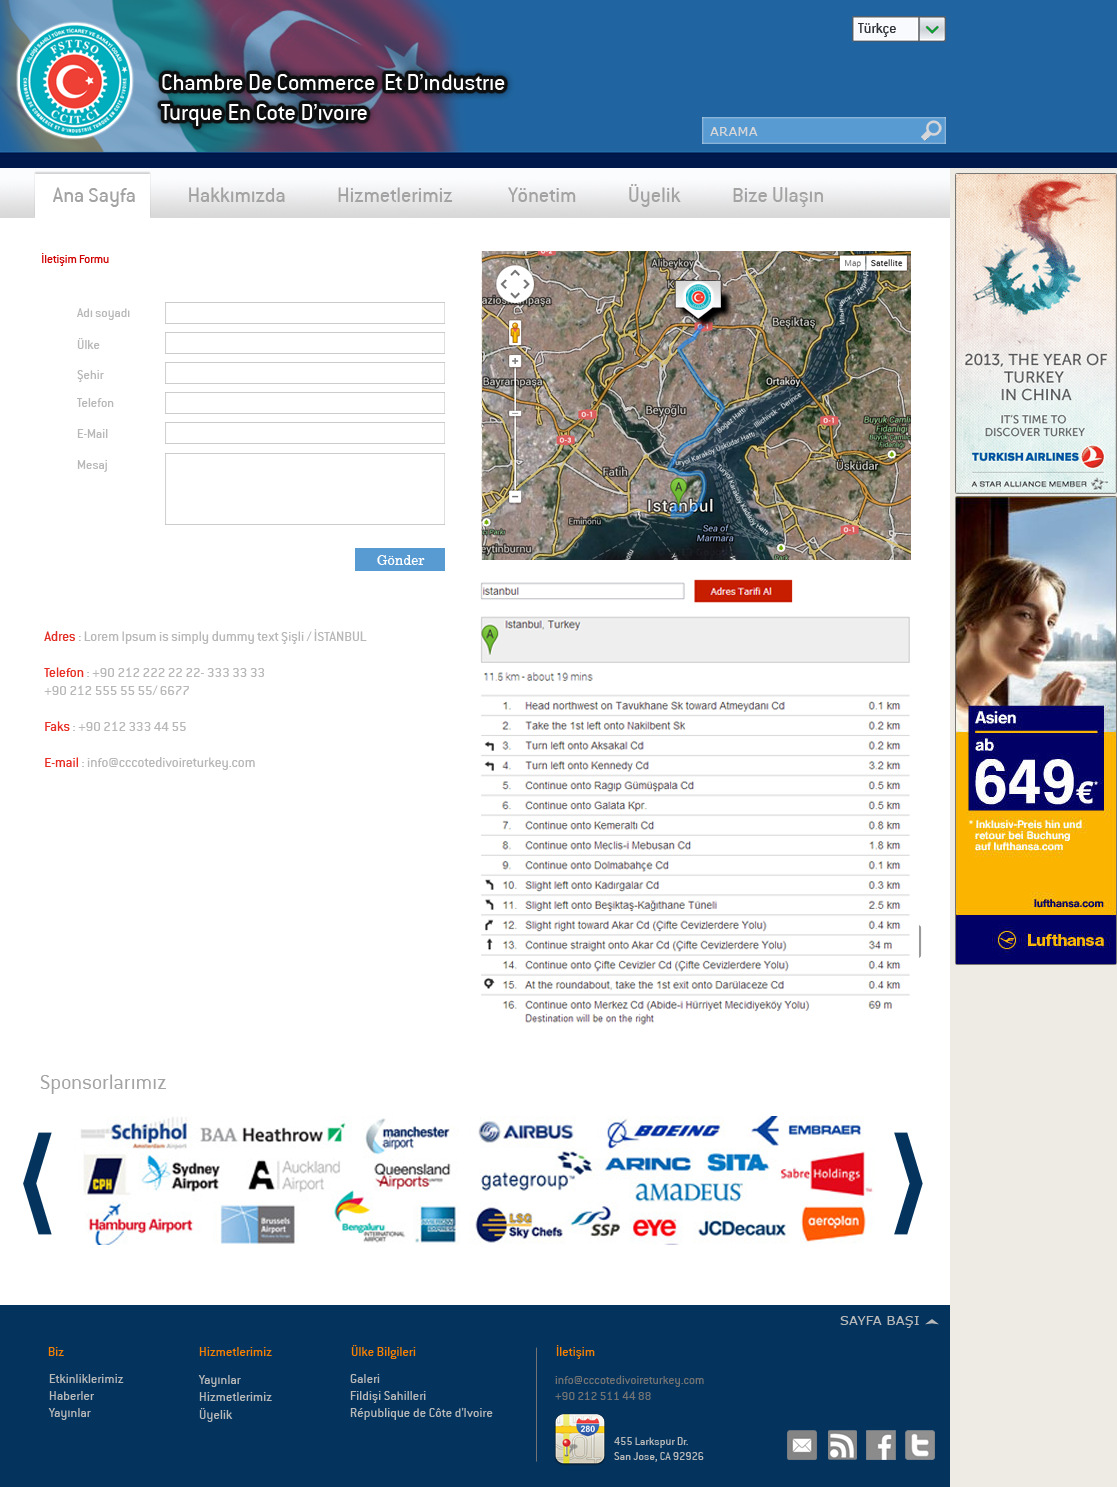 FSTTSO
CCIT-CI
Chambre De Commerce Et D'ındustrıe
Turque En Cote D'ıvoıre
Türkçe
ARAMA
Ana Sayfa
Hakkımızda
Hizmetlerimiz
Yönetim
Üyelik
Bize Ulaşın
İletişim Formu
Adı soyadı
Ülke
Şehir
Telefon
E-Mail
Mesaj
Gönder
Adres : Lorem Ipsum is simply dummy text Şişli / İSTANBUL
Telefon : +90 212 222 22 22- 333 33 33
+90 212 555 55 55/ 6677
Faks : +90 212 333 44 55
E-mail : info@cccotedivoireturkey.com
Alibeykoy
Map
Satellite
Beşiktaş
Bayrampaşa
Ortaköy
Beyoğlu
O-1
O-3
O-1
Fatih
Üsküdar
A
Istanbul
Eminönü
Sea of
Marmara
O-1
eytinburnu
istanbul
Adres Tarifi Al
A
Istanbul, Turkey
11.5 km - about 19 mins
1. Head northwest on Tavukhane Sk toward Atmeydanı Cd 0.1 km
2. Take the 1st left onto Nakilbent Sk 0.2 km
3. Turn left onto Aksakal Cd 0.2 km
4. Turn left onto Kennedy Cd 3.2 km
5. Continue onto Ragıp Gümüşpala Cd 0.5 km
6. Continue onto Galata Kpr. 0.5 km
7. Continue onto Kemeraltı Cd 0.8 km
8. Continue onto Meclis-i Mebusan Cd 1.8 km
9. Continue onto Dolmabahçe Cd 0.1 km
10. Slight left onto Kadırgalar Cd 0.3 km
11. Slight left onto Beşiktaş-Kağıthane Tüneli 2.5 km
12. Slight right toward Akar Cd (Çifte Cevizlerdere Yolu) 0.4 km
13. Continue straight onto Akar Cd (Çifte Cevizlerdere Yolu) 34 m
14. Continue onto Çifte Cevizler Cd (Çifte Cevizlerdere Yolu) 0.4 km
15. At the roundabout, take the 1st exit onto Darülaceze Cd 0.4 km
16. Continue onto Merkez Cd (Abide-i Hürriyet Mecidiyeköy Yolu) 69 m
Destination will be on the right
2013, THE YEAR OF
TURKEY
IN CHINA
IT'S TIME TO
DISCOVER TURKEY
TURKISH AIRLINES
A STAR ALLIANCE MEMBER
Asien
ab
649€*
* Inklusiv-Preis hin und
retour bei Buchung
auf lufthansa.com
lufthansa.com
Lufthansa
Sponsorlarımız
Schiphol
Amsterdam Airport
BAA Heathrow
manchester
airport
AIRBUS
BOEING
EMBRAER
CPH
Sydney
Airport
Auckland
Airport
Queensland
Airports LIMITED
gategroup
ARINC
SITA
Sabre Holdings
AMADEUS
Hamburg Airport
Brussels
Airport
Bengaluru
INTERNATIONAL
AIRPORT
AMERICAN
EXPRESS
LSG
Sky Chefs
SSP
eye
JCDecaux
aeroplan
SAYFA BAŞI
Biz
Etkinliklerimiz
Haberler
Yayınlar
Hizmetlerimiz
Yayınlar
Hizmetlerimiz
Üyelik
Ülke Bilgileri
Galeri
Fildişi Sahilleri
République de Côte d'Ivoire
İletişim
info@cccotedivoireturkey.com
+90 212 511 44 88
280
455 Larkspur Dr.
San Jose, CA 92926